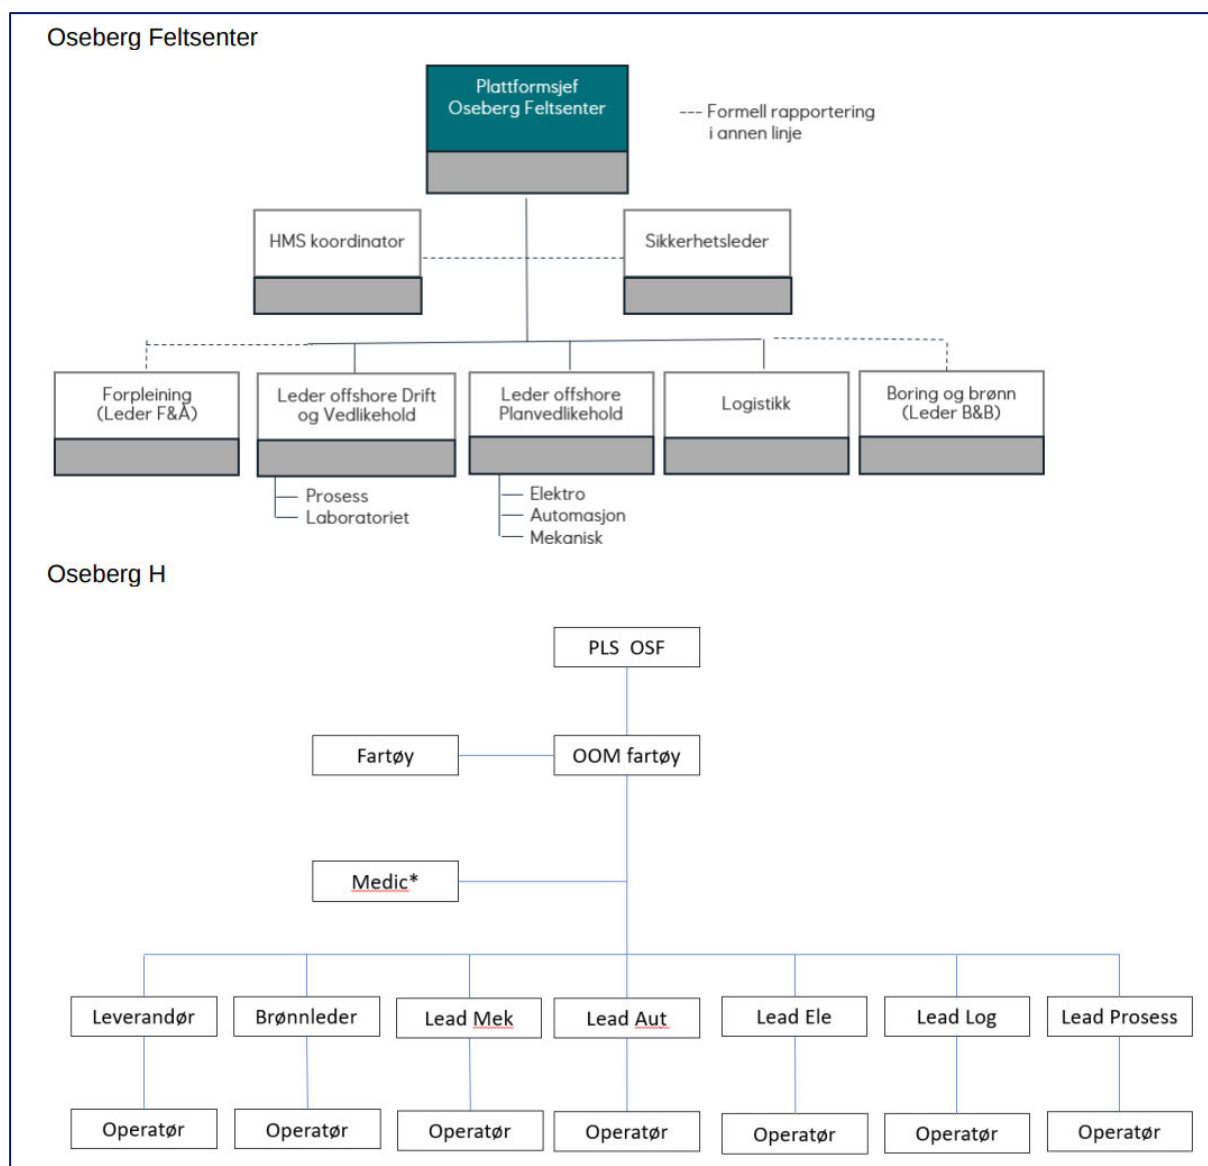 Oseberg Feltsenter
Plattformsjef
Oseberg Feltsenter
--- Formell rapportering
i annen linje
HMS koordinator
Sikkerhetsleder
Forpleining
(Leder F&A)
Leder offshore Drift
og Vedlikehold
Leder offshore
Planvedlikehold
Logistikk
Boring og brønn
(Leder B&B)
Prosess
Laboratoriet
Elektro
Automasjon
Mekanisk
Oseberg H
PLS OSF
Fartøy
OOM fartøy
Medic*
Leverandør
Brønnleder
Lead Mek
Lead Aut
Lead Ele
Lead Log
Lead Prosess
Operatør
Operatør
Operatør
Operatør
Operatør
Operatør
Operatør